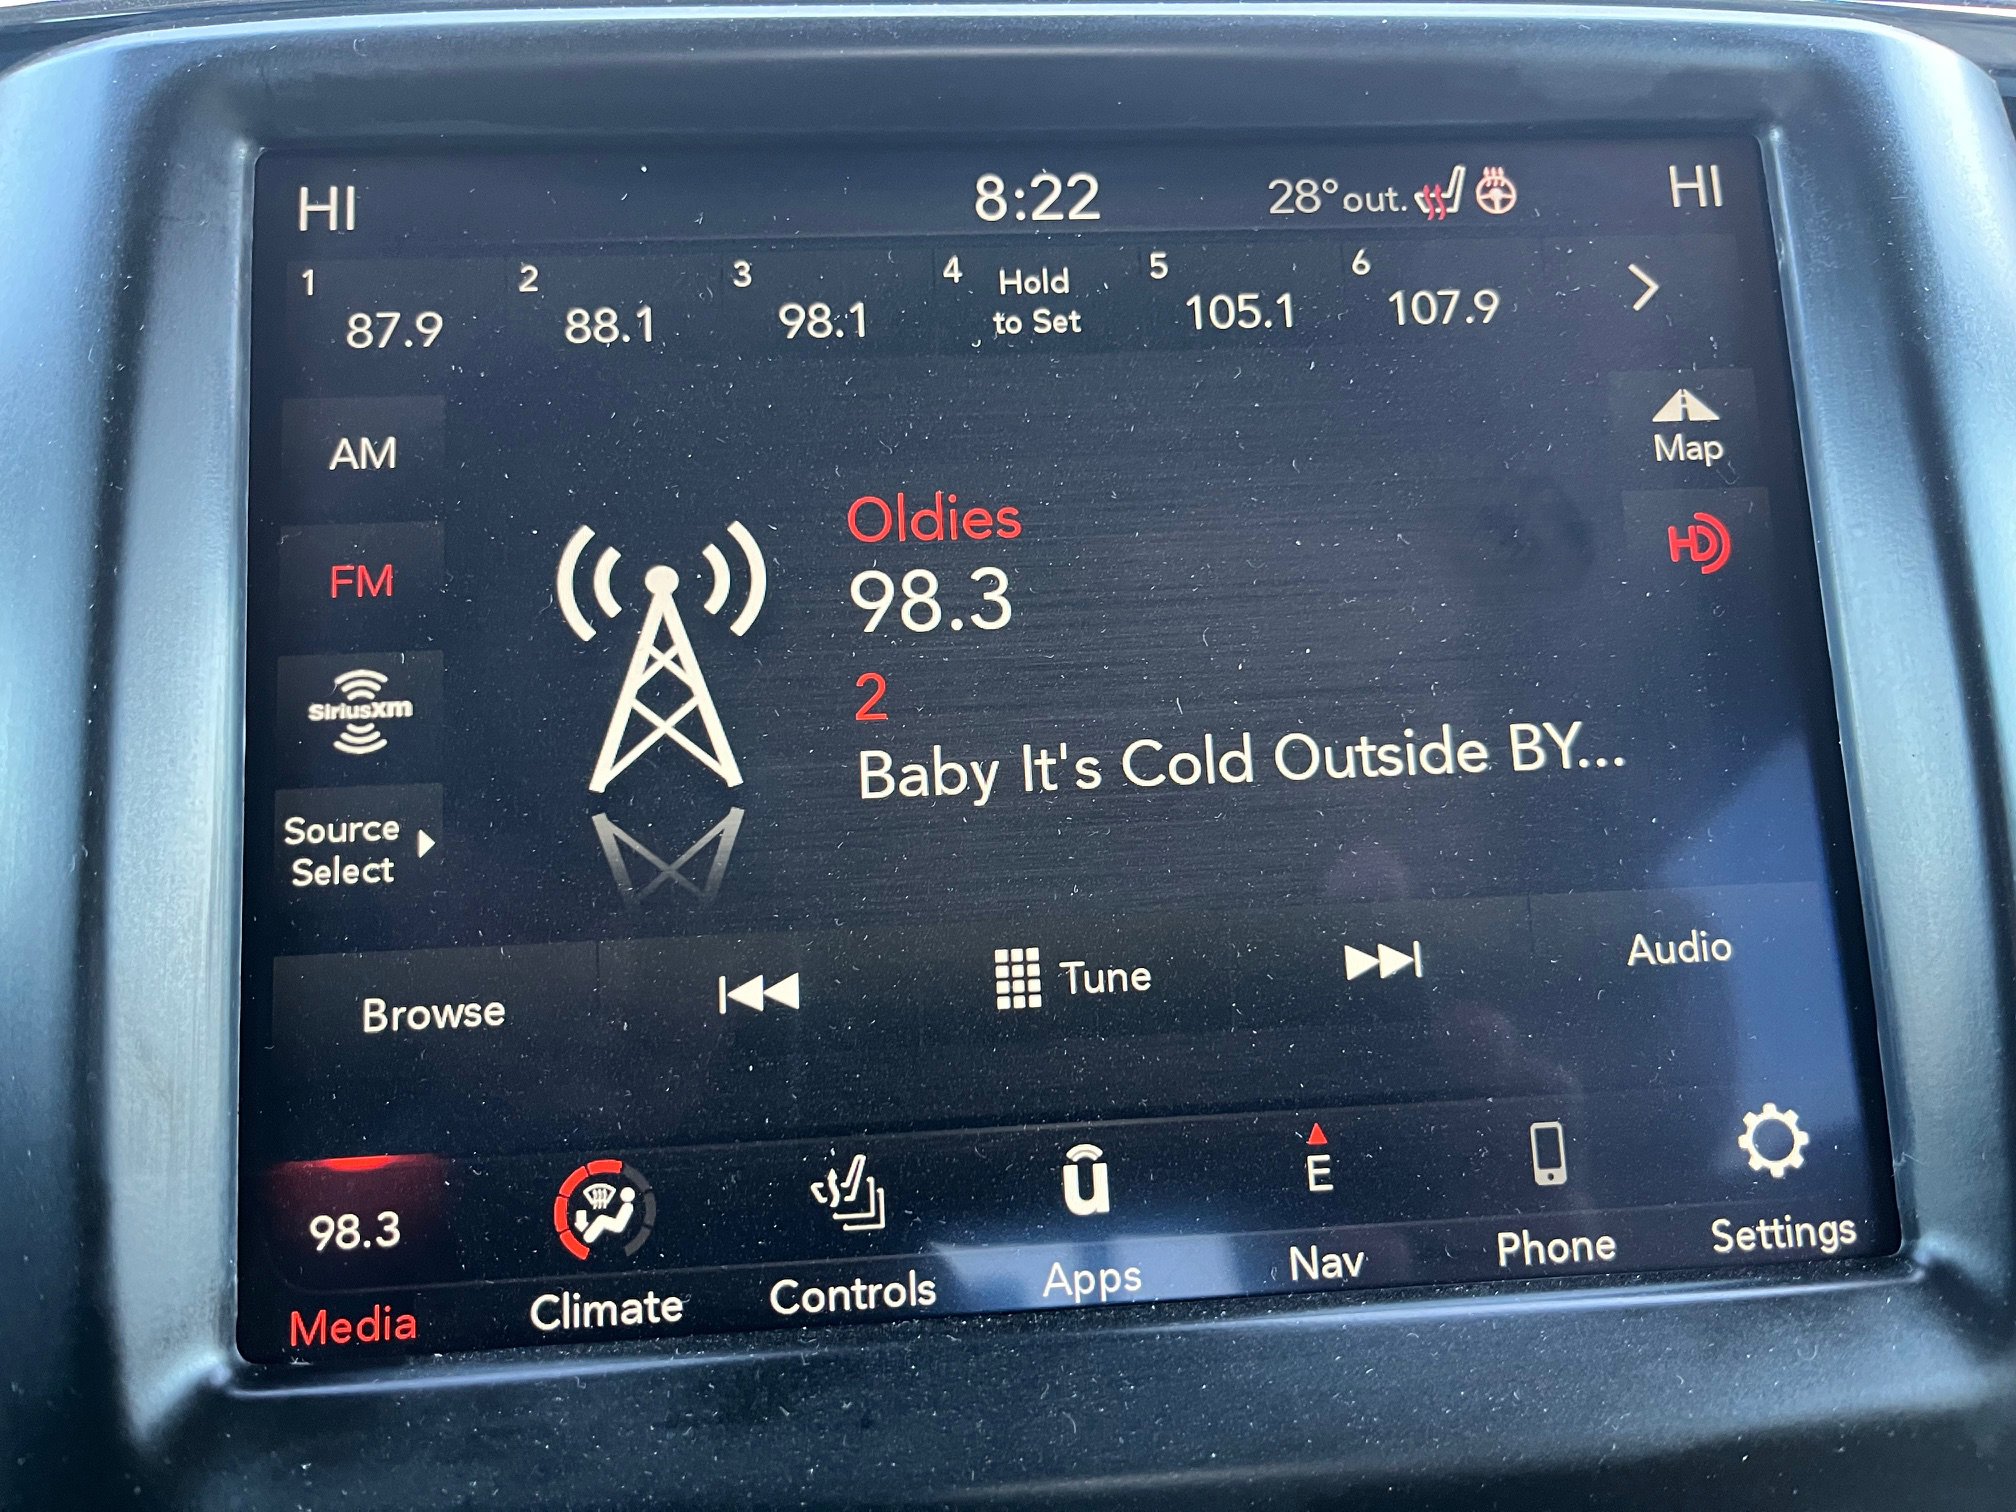 HI 8:22 28°out. HI
1 87.9 2 88.1 3 98.1 4 Hold to Set 5 105.1 6 107.9
AM
FM
SiriusXm
Source
Select
Oldies
98.3
2
Baby It's Cold Outside BY...
Map
HD
Browse Tune Audio
98.3 u E
Media Climate Controls Apps Nav Phone Settings